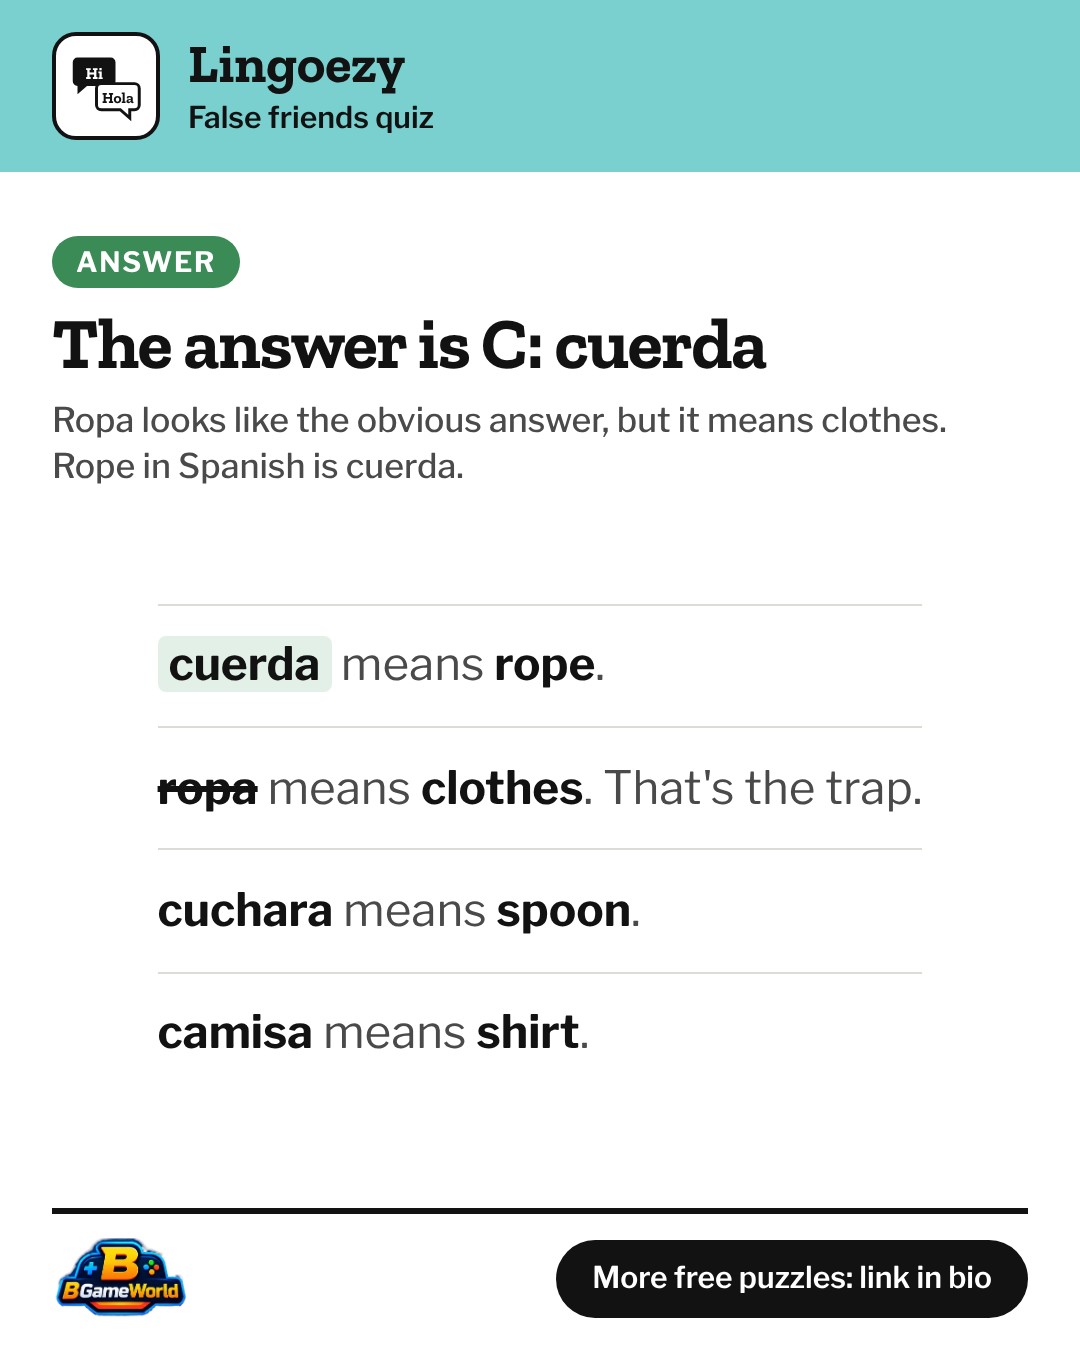 Hi
Hola
Lingoezy
False friends quiz
ANSWER
The answer is C: cuerda
Ropa looks like the obvious answer, but it means clothes.
Rope in Spanish is cuerda.
cuerda means rope.
ropa means clothes. That's the trap.
cuchara means spoon.
camisa means shirt.
B
BGameWorld
More free puzzles: link in bio